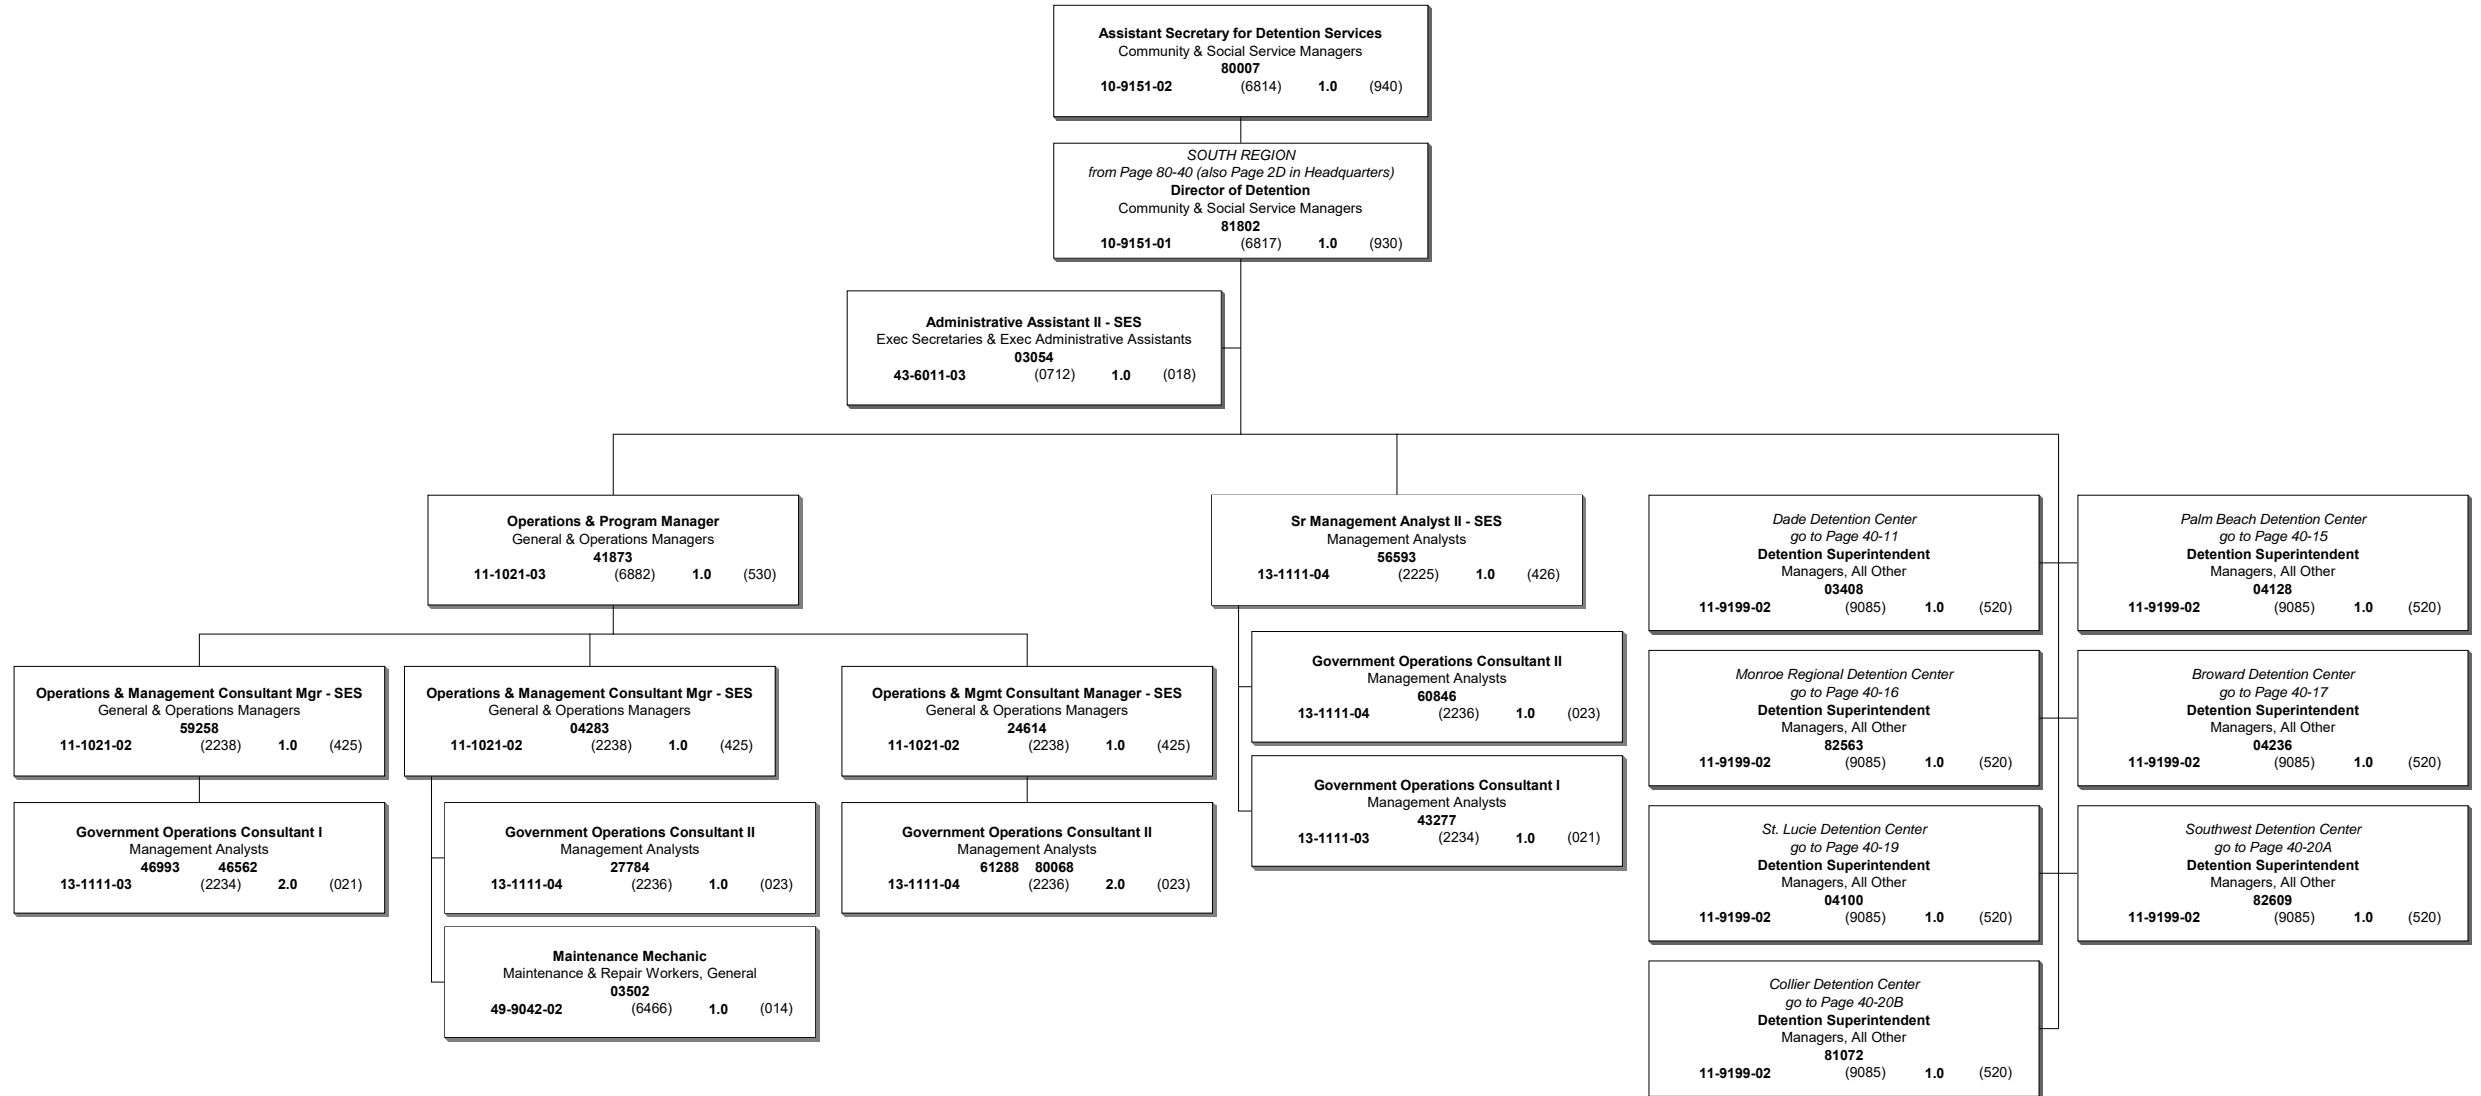 Assistant Secretary for Detention Services
Community & Social Service Managers
80007
10-9151-02 (6814) 1.0 (940)
SOUTH REGION
from Page 80-40 (also Page 2D in Headquarters)
Director of Detention
Community & Social Service Managers
81802
10-9151-01 (6817) 1.0 (930)
Administrative Assistant II - SES
Exec Secretaries & Exec Administrative Assistants
03054
43-6011-03 (0712) 1.0 (018)
Operations & Program Manager
General & Operations Managers
41873
11-1021-03 (6882) 1.0 (530)
Operations & Management Consultant Mgr - SES
General & Operations Managers
59258
11-1021-02 (2238) 1.0 (425)
Government Operations Consultant I
Management Analysts
46993 46562
13-1111-03 (2234) 2.0 (021)
Operations & Management Consultant Mgr - SES
General & Operations Managers
04283
11-1021-02 (2238) 1.0 (425)
Government Operations Consultant II
Management Analysts
27784
13-1111-04 (2236) 1.0 (023)
Maintenance Mechanic
Maintenance & Repair Workers, General
03502
49-9042-02 (6466) 1.0 (014)
Operations & Mgmt Consultant Manager - SES
General & Operations Managers
24614
11-1021-02 (2238) 1.0 (425)
Government Operations Consultant II
Management Analysts
61288 80068
13-1111-04 (2236) 2.0 (023)
Sr Management Analyst II - SES
Management Analysts
56593
13-1111-04 (2225) 1.0 (426)
Government Operations Consultant II
Management Analysts
60846
13-1111-04 (2236) 1.0 (023)
Government Operations Consultant I
Management Analysts
43277
13-1111-03 (2234) 1.0 (021)
Dade Detention Center
go to Page 40-11
Detention Superintendent
Managers, All Other
03408
11-9199-02 (9085) 1.0 (520)
Palm Beach Detention Center
go to Page 40-15
Detention Superintendent
Managers, All Other
04128
11-9199-02 (9085) 1.0 (520)
Monroe Regional Detention Center
go to Page 40-16
Detention Superintendent
Managers, All Other
82563
11-9199-02 (9085) 1.0 (520)
Broward Detention Center
go to Page 40-17
Detention Superintendent
Managers, All Other
04236
11-9199-02 (9085) 1.0 (520)
St. Lucie Detention Center
go to Page 40-19
Detention Superintendent
Managers, All Other
04100
11-9199-02 (9085) 1.0 (520)
Southwest Detention Center
go to Page 40-20A
Detention Superintendent
Managers, All Other
82609
11-9199-02 (9085) 1.0 (520)
Collier Detention Center
go to Page 40-20B
Detention Superintendent
Managers, All Other
81072
11-9199-02 (9085) 1.0 (520)